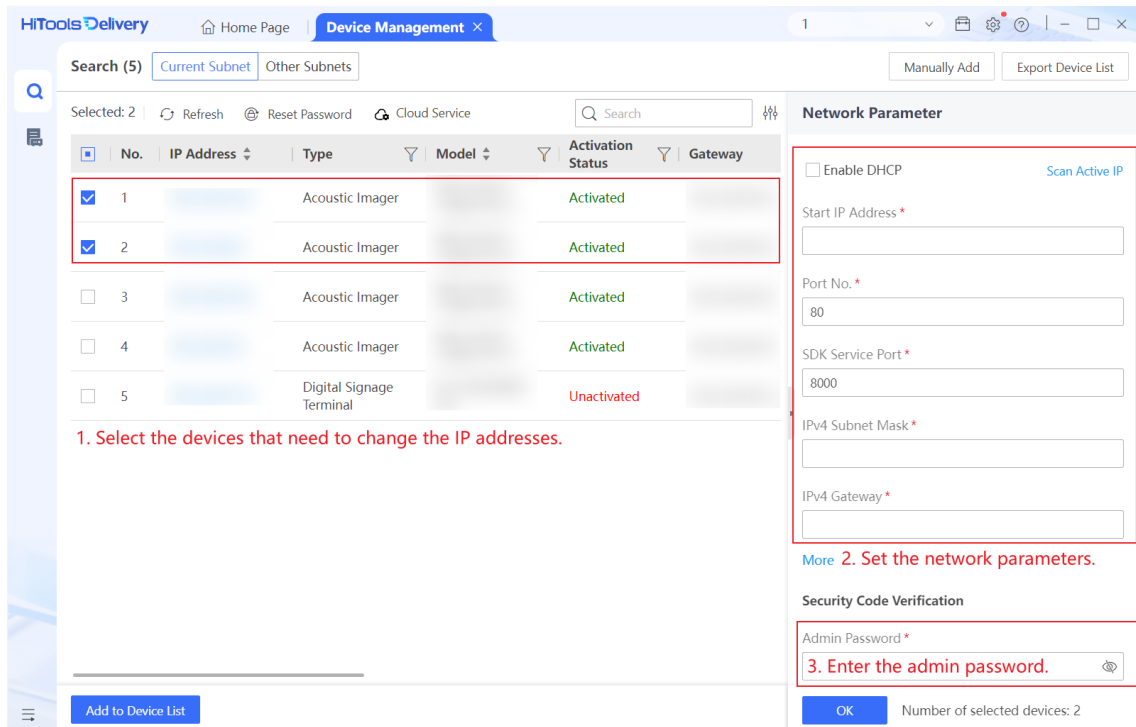 HiTools Delivery
Home Page
Device Management
1
Search (5)
Current Subnet
Other Subnets
Manually Add
Export Device List
Selected: 2
Refresh
Reset Password
Cloud Service
Search
No.
IP Address
Type
Model
Activation
Status
Gateway
1 Acoustic Imager Activated
2 Acoustic Imager Activated
3 Acoustic Imager Activated
4 Acoustic Imager Activated
5 Digital Signage Unactivated
Terminal
1. Select the devices that need to change the IP addresses.
Add to Device List
Network Parameter
Enable DHCP
Scan Active IP
Start IP Address *
Port No. *
80
SDK Service Port *
8000
IPv4 Subnet Mask *
IPv4 Gateway *
More 2. Set the network parameters.
Security Code Verification
Admin Password *
3. Enter the admin password.
OK
Number of selected devices: 2